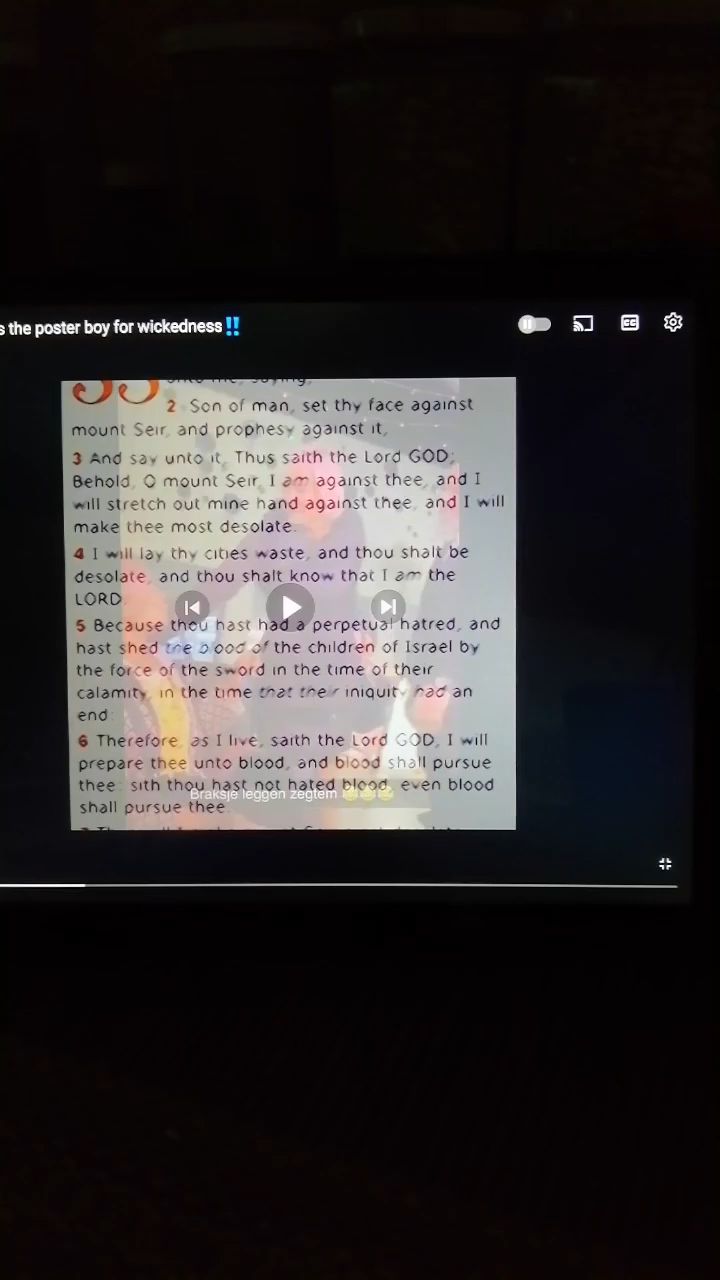 s the poster boy for wickedness‼
35 unto me, saying,
2 Son of man, set thy face against
mount Seir, and prophesy against it,
3 And say unto it, Thus saith the Lord GOD;
Behold, O mount Seir, I am against thee, and I
will stretch out mine hand against thee, and I will
make thee most desolate.
4 I will lay thy cities waste, and thou shalt be
desolate, and thou shalt know that I am the
LORD.
5 Because thou hast had a perpetual hatred, and
hast shed the blood of the children of Israel by
the force of the sword in the time of their
calamity, in the time that their iniquity had an
end:
6 Therefore, as I live, saith the Lord GOD, I will
prepare thee unto blood, and blood shall pursue
thee: sith thou hast not hated blood, even blood
Braksje leggen zegtem 😂😂😂
shall pursue thee.